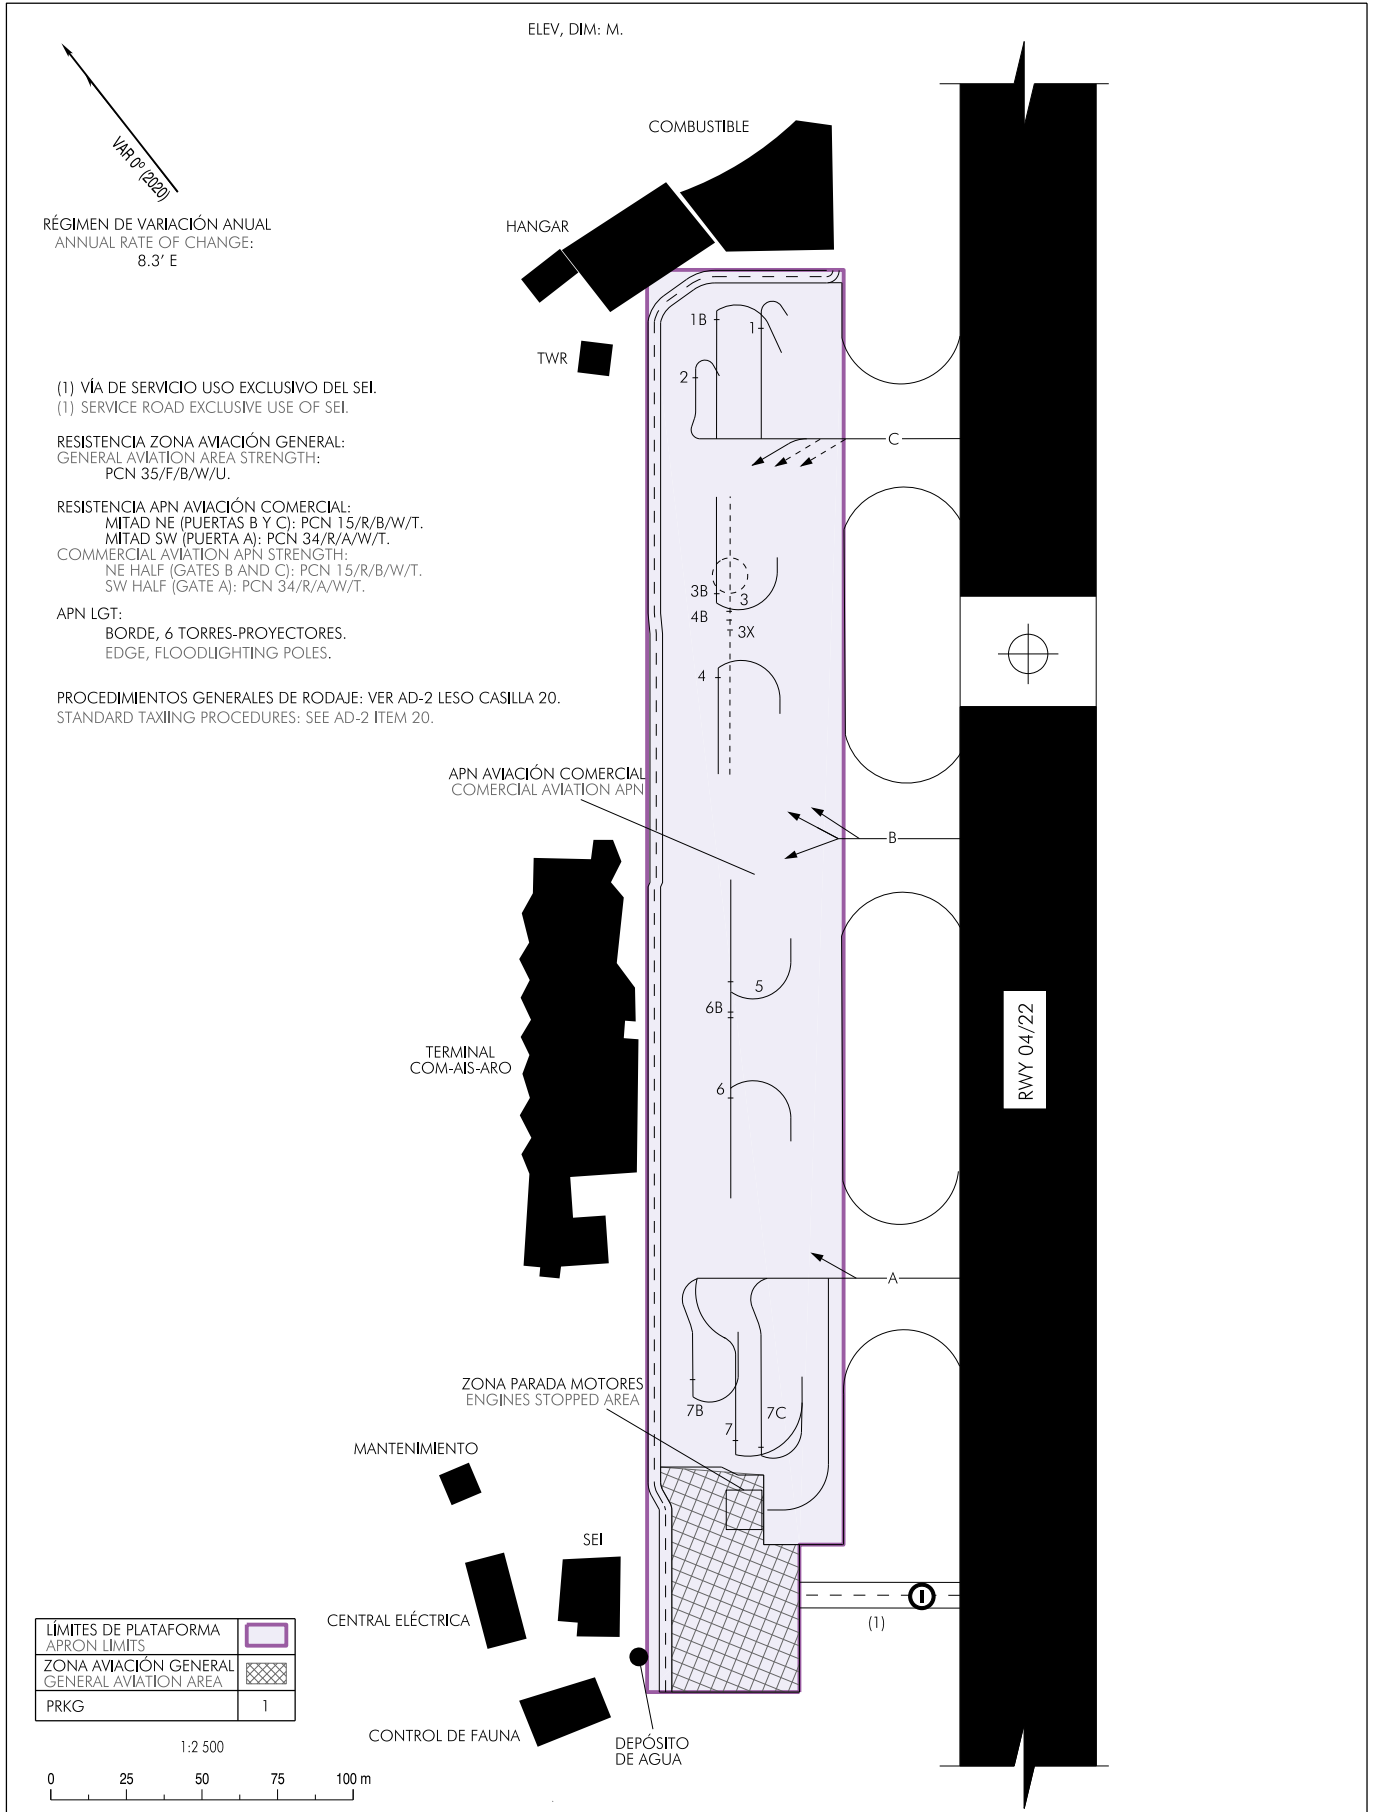 ELEV, DIM: M.
VAR 0º (2020)
RÉGIMEN DE VARIACIÓN ANUAL
ANNUAL RATE OF CHANGE:
8.3' E
COMBUSTIBLE
HANGAR
TWR
1B
1
2
C
(1) VÍA DE SERVICIO USO EXCLUSIVO DEL SEI.
(1) SERVICE ROAD EXCLUSIVE USE OF SEI.
RESISTENCIA ZONA AVIACIÓN GENERAL:
GENERAL AVIATION AREA STRENGTH:
PCN 35/F/B/W/U.
RESISTENCIA APN AVIACIÓN COMERCIAL:
MITAD NE (PUERTAS B Y C): PCN 15/R/B/W/T.
MITAD SW (PUERTA A): PCN 34/R/A/W/T.
COMMERCIAL AVIATION APN STRENGTH:
NE HALF (GATES B AND C): PCN 15/R/B/W/T.
SW HALF (GATE A): PCN 34/R/A/W/T.
APN LGT:
BORDE, 6 TORRES-PROYECTORES.
EDGE, FLOODLIGHTING POLES.
PROCEDIMIENTOS GENERALES DE RODAJE: VER AD-2 LESO CASILLA 20.
STANDARD TAXIING PROCEDURES: SEE AD-2 ITEM 20.
3B
3
4B
3X
4
APN AVIACIÓN COMERCIAL
COMERCIAL AVIATION APN
B
5
6B
6
TERMINAL
COM-AIS-ARO
RWY 04/22
A
ZONA PARADA MOTORES
ENGINES STOPPED AREA
7B
7
7C
MANTENIMIENTO
SEI
CENTRAL ELÉCTRICA
(1)
CONTROL DE FAUNA
DEPÓSITO
DE AGUA
LÍMITES DE PLATAFORMA
APRON LIMITS
ZONA AVIACIÓN GENERAL
GENERAL AVIATION AREA
PRKG 1
1:2 500
0 25 50 75 100 m